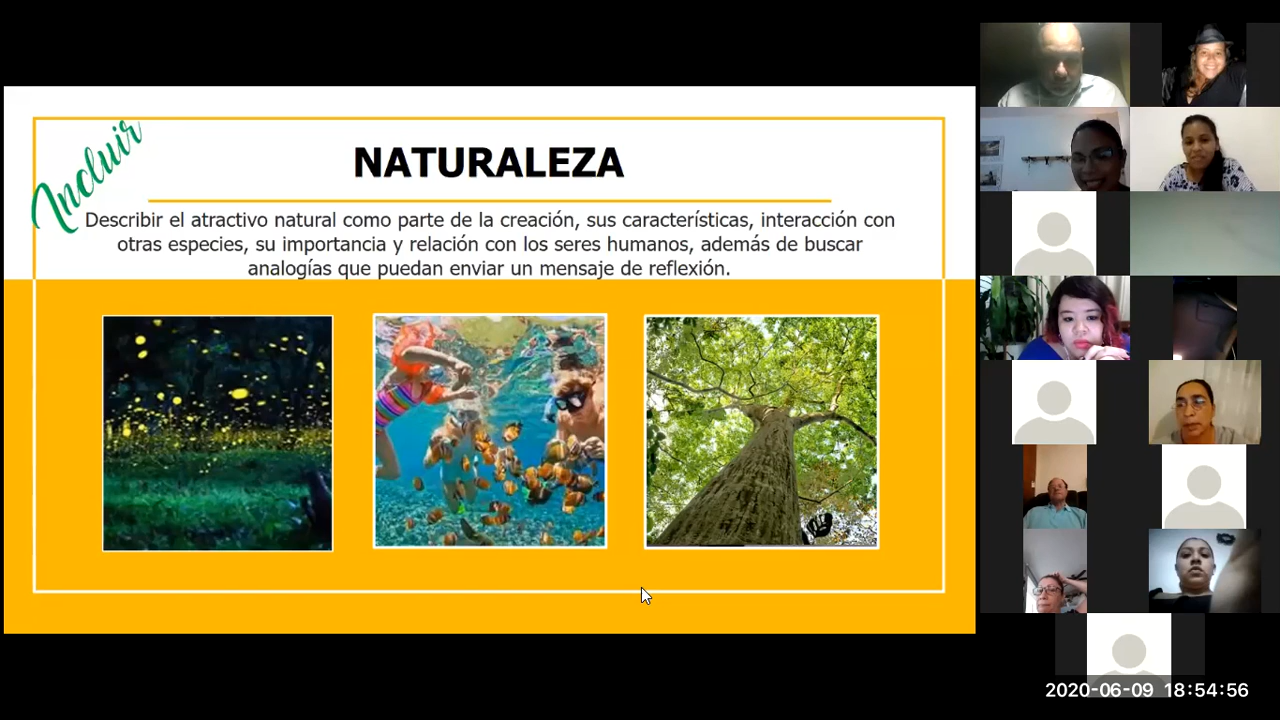 Incluir
NATURALEZA
Describir el atractivo natural como parte de la creación, sus características, interacción con
otras especies, su importancia y relación con los seres humanos, además de buscar
analogías que puedan enviar un mensaje de reflexión.
2020-06-09 18:54:56